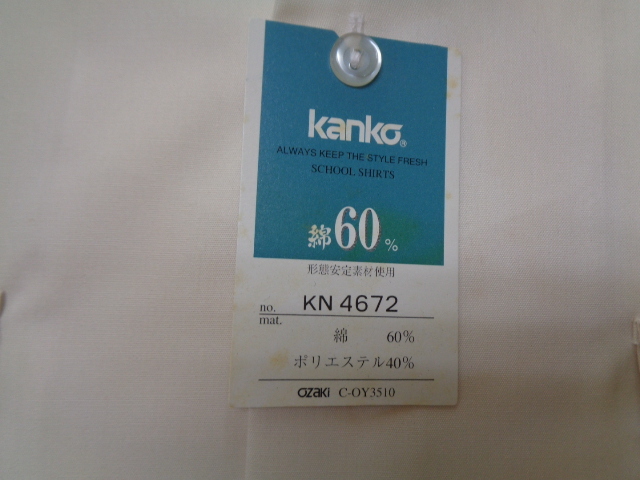 kanko®
ALWAYS KEEP THE STYLE FRESH
SCHOOL SHIRTS
綿60%
形態安定素材使用
no. KN 4672
mat.
綿 60%
ポリエステル40%
OZAKI C-OY3510